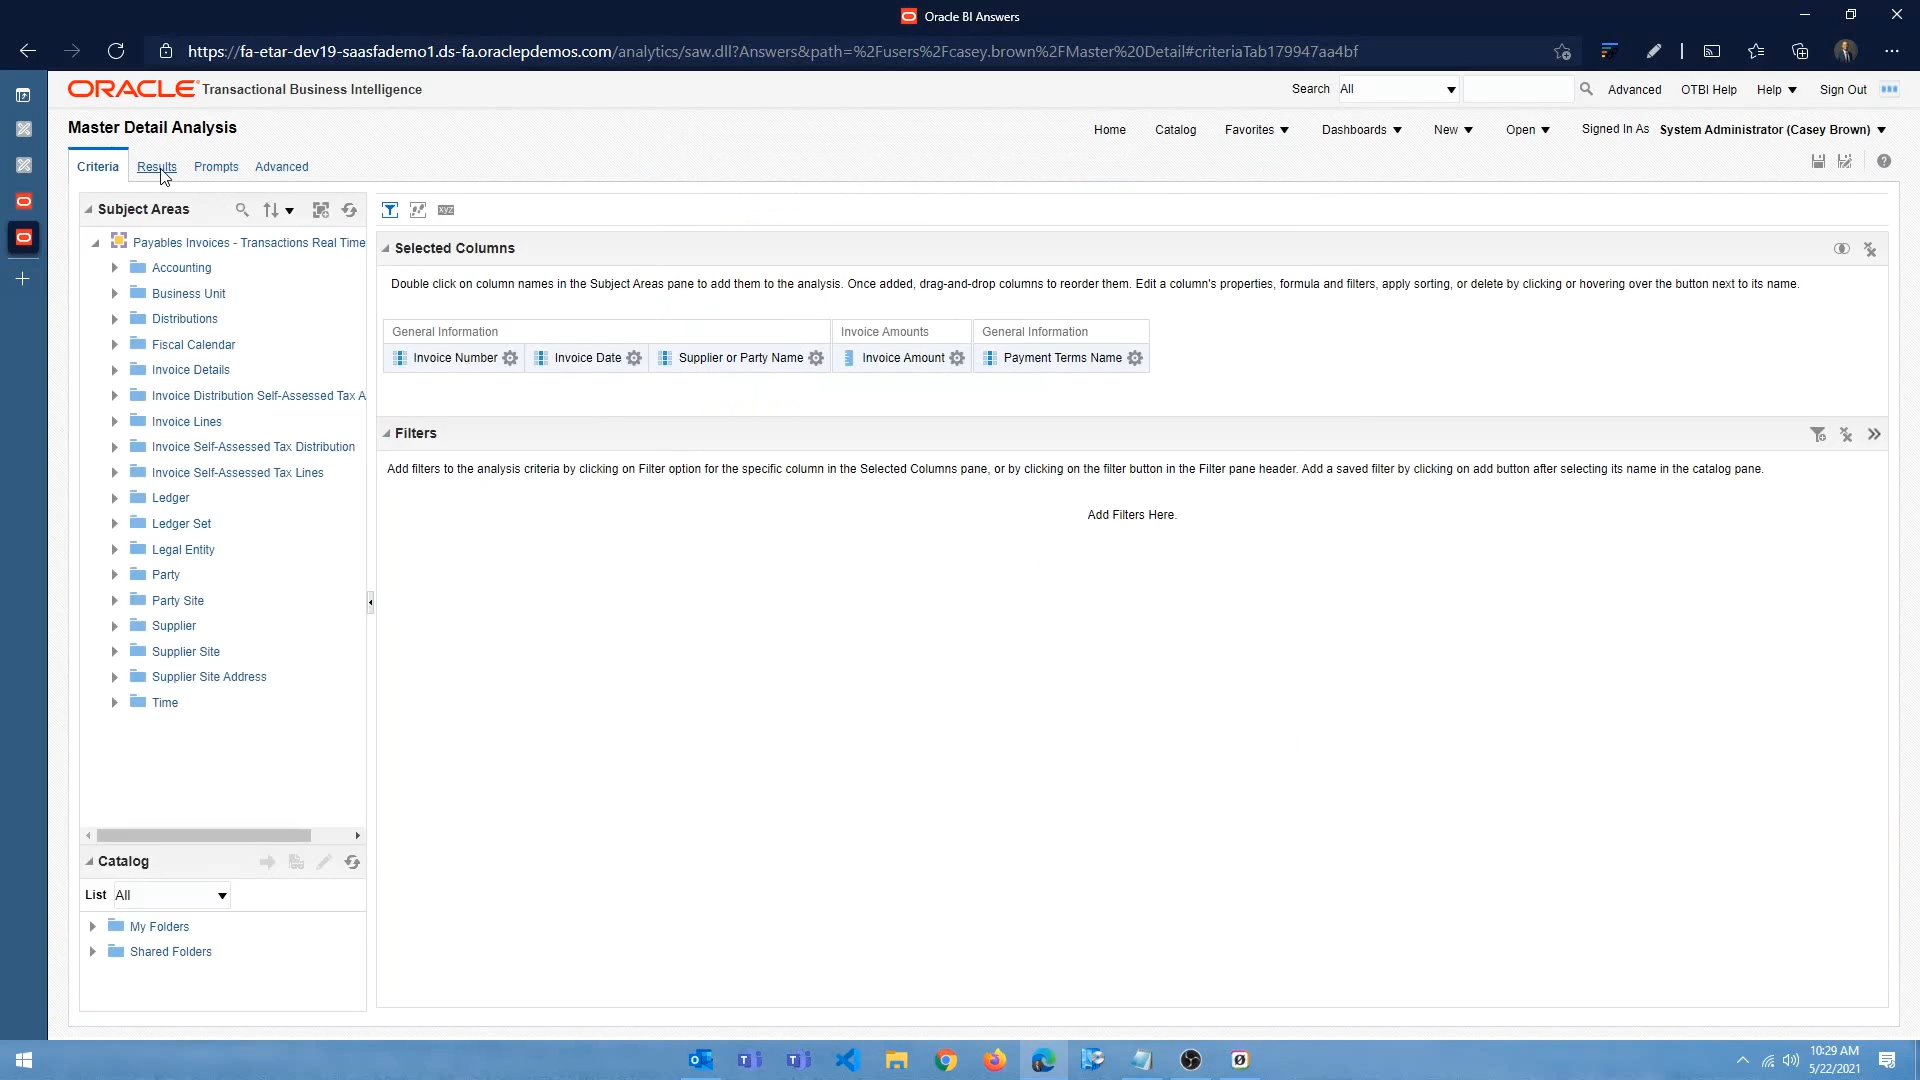 Oracle BI Answers
https://fa-etar-dev19-saasfademo1.ds-fa.oraclepdemos.com/analytics/saw.dll?Answers&path=%2Fusers%2Fcasey.brown%2FMaster%20Detail#criteriaTab179947aa4bf
ORACLE Transactional Business Intelligence
Search All Advanced OTBI Help Help Sign Out
Master Detail Analysis
Home Catalog Favorites Dashboards New Open Signed In As System Administrator (Casey Brown)
Criteria Results Prompts Advanced
Subject Areas
Payables Invoices - Transactions Real Time
Accounting
Business Unit
Distributions
Fiscal Calendar
Invoice Details
Invoice Distribution Self-Assessed Tax A
Invoice Lines
Invoice Self-Assessed Tax Distribution
Invoice Self-Assessed Tax Lines
Ledger
Ledger Set
Legal Entity
Party
Party Site
Supplier
Supplier Site
Supplier Site Address
Time
Catalog
List All
My Folders
Shared Folders
XYZ
Selected Columns
Double click on column names in the Subject Areas pane to add them to the analysis. Once added, drag-and-drop columns to reorder them. Edit a column's properties, formula and filters, apply sorting, or delete by clicking or hovering over the button next to its name.
General Information Invoice Amounts General Information
Invoice Number Invoice Date Supplier or Party Name Invoice Amount Payment Terms Name
Filters
Add filters to the analysis criteria by clicking on Filter option for the specific column in the Selected Columns pane, or by clicking on the filter button in the Filter pane header. Add a saved filter by clicking on add button after selecting its name in the catalog pane.
Add Filters Here.
10:29 AM
5/22/2021